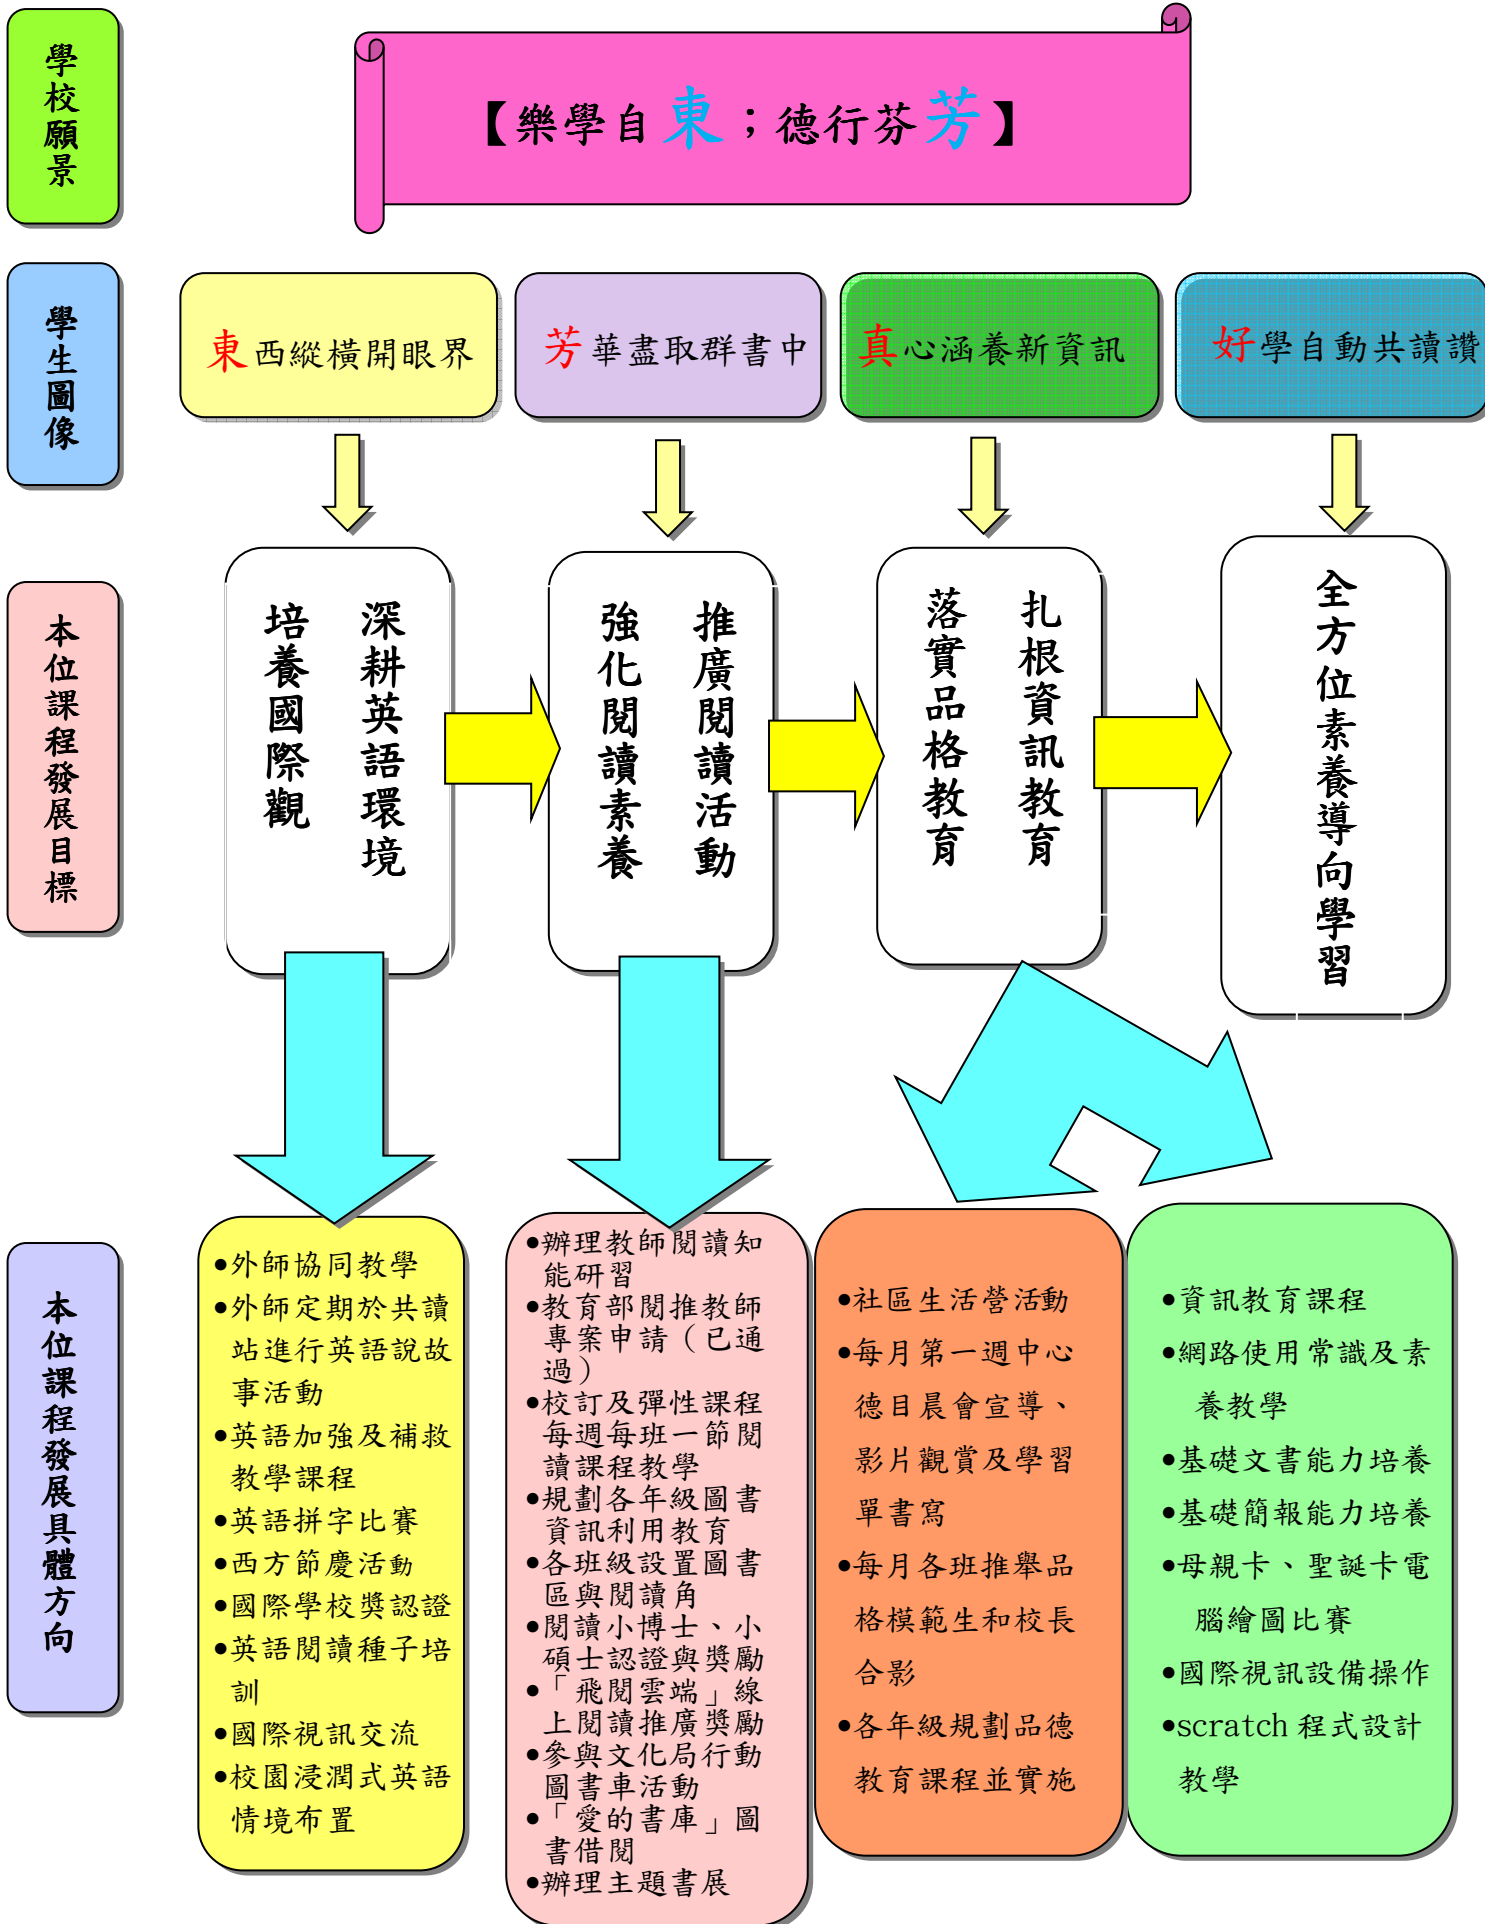 學校願景
【樂學自東；德行芬芳】
學生圖像
東西縱橫開眼界
芳華盡取群書中
真心涵養新資訊
好學自動共讀讚
本位課程發展目標
深耕英語環境
培養國際觀
推廣閱讀活動
強化閱讀素養
扎根資訊教育
落實品格教育
全方位素養導向學習
本位課程發展具體方向
•外師協同教學
•外師定期於共讀
站進行英語說故
事活動
•英語加強及補救
教學課程
•英語拼字比賽
•西方節慶活動
•國際學校獎認證
•英語閱讀種子培
訓
•國際視訊交流
•校園浸潤式英語
情境布置
•辦理教師閱讀知
能研習
•教育部閱推教師
專案申請（已通
過）
•校訂及彈性課程
每週每班一節閱
讀課程教學
•規劃各年級圖書
資訊利用教育
•各班級設置圖書
區與閱讀角
•閱讀小博士、小
碩士認證與獎勵
•「飛閱雲端」線
上閱讀推廣獎勵
•參與文化局行動
圖書車活動
•「愛的書庫」圖
書借閱
•辦理主題書展
•社區生活營活動
•每月第一週中心
德目晨會宣導、
影片觀賞及學習
單書寫
•每月各班推舉品
格模範生和校長
合影
•各年級規劃品德
教育課程並實施
•資訊教育課程
•網路使用常識及素
養教學
•基礎文書能力培養
•基礎簡報能力培養
•母親卡、聖誕卡電
腦繪圖比賽
•國際視訊設備操作
•scratch 程式設計
教學